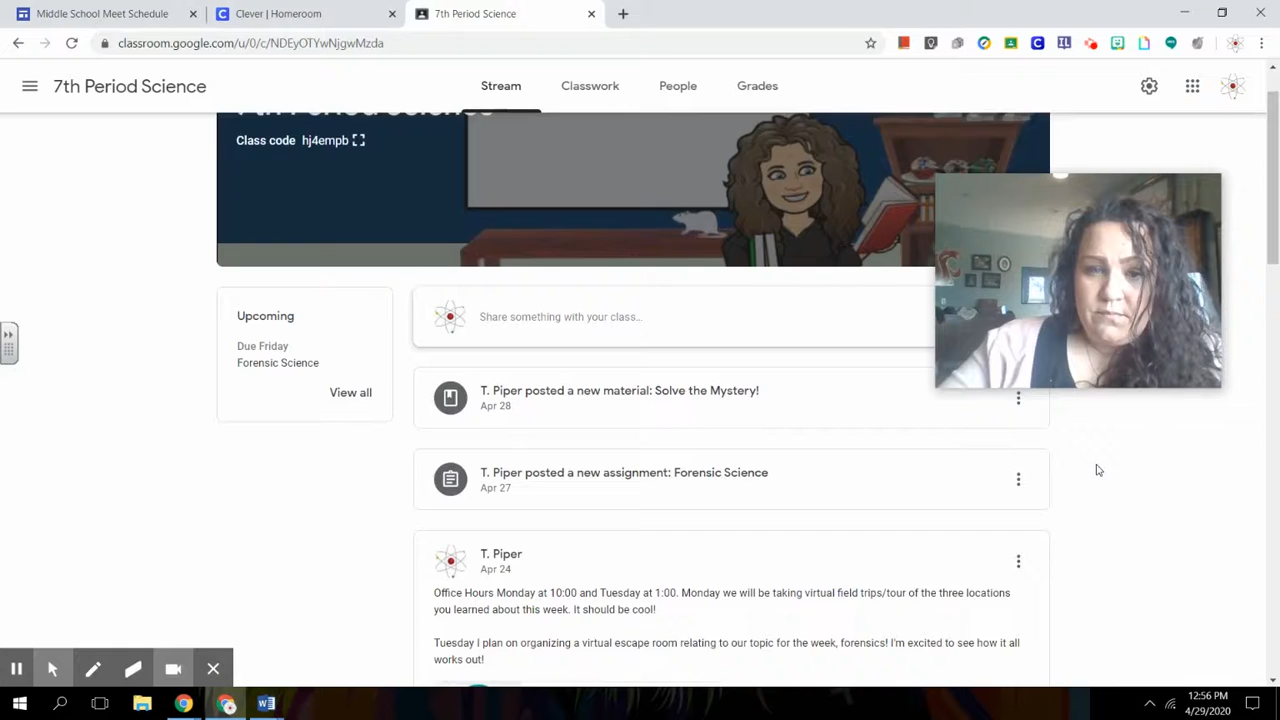 Middle School Meet Schedule
Clever | Homeroom
7th Period Science
classroom.google.com/u/0/c/NDEyOTYwNjgwMzda
7th Period Science
Stream
Classwork
People
Grades
7th Period Science
Class code hj4empb
Upcoming
Due Friday
Forensic Science
View all
Share something with your class...
T. Piper posted a new material: Solve the Mystery!
Apr 28
T. Piper posted a new assignment: Forensic Science
Apr 27
T. Piper
Apr 24
Office Hours Monday at 10:00 and Tuesday at 1:00. Monday we will be taking virtual field trips/tour of the three locations
you learned about this week. It should be cool!
Tuesday I plan on organizing a virtual escape room relating to our topic for the week, forensics! I'm excited to see how it all
works out!
12:56 PM
4/29/2020